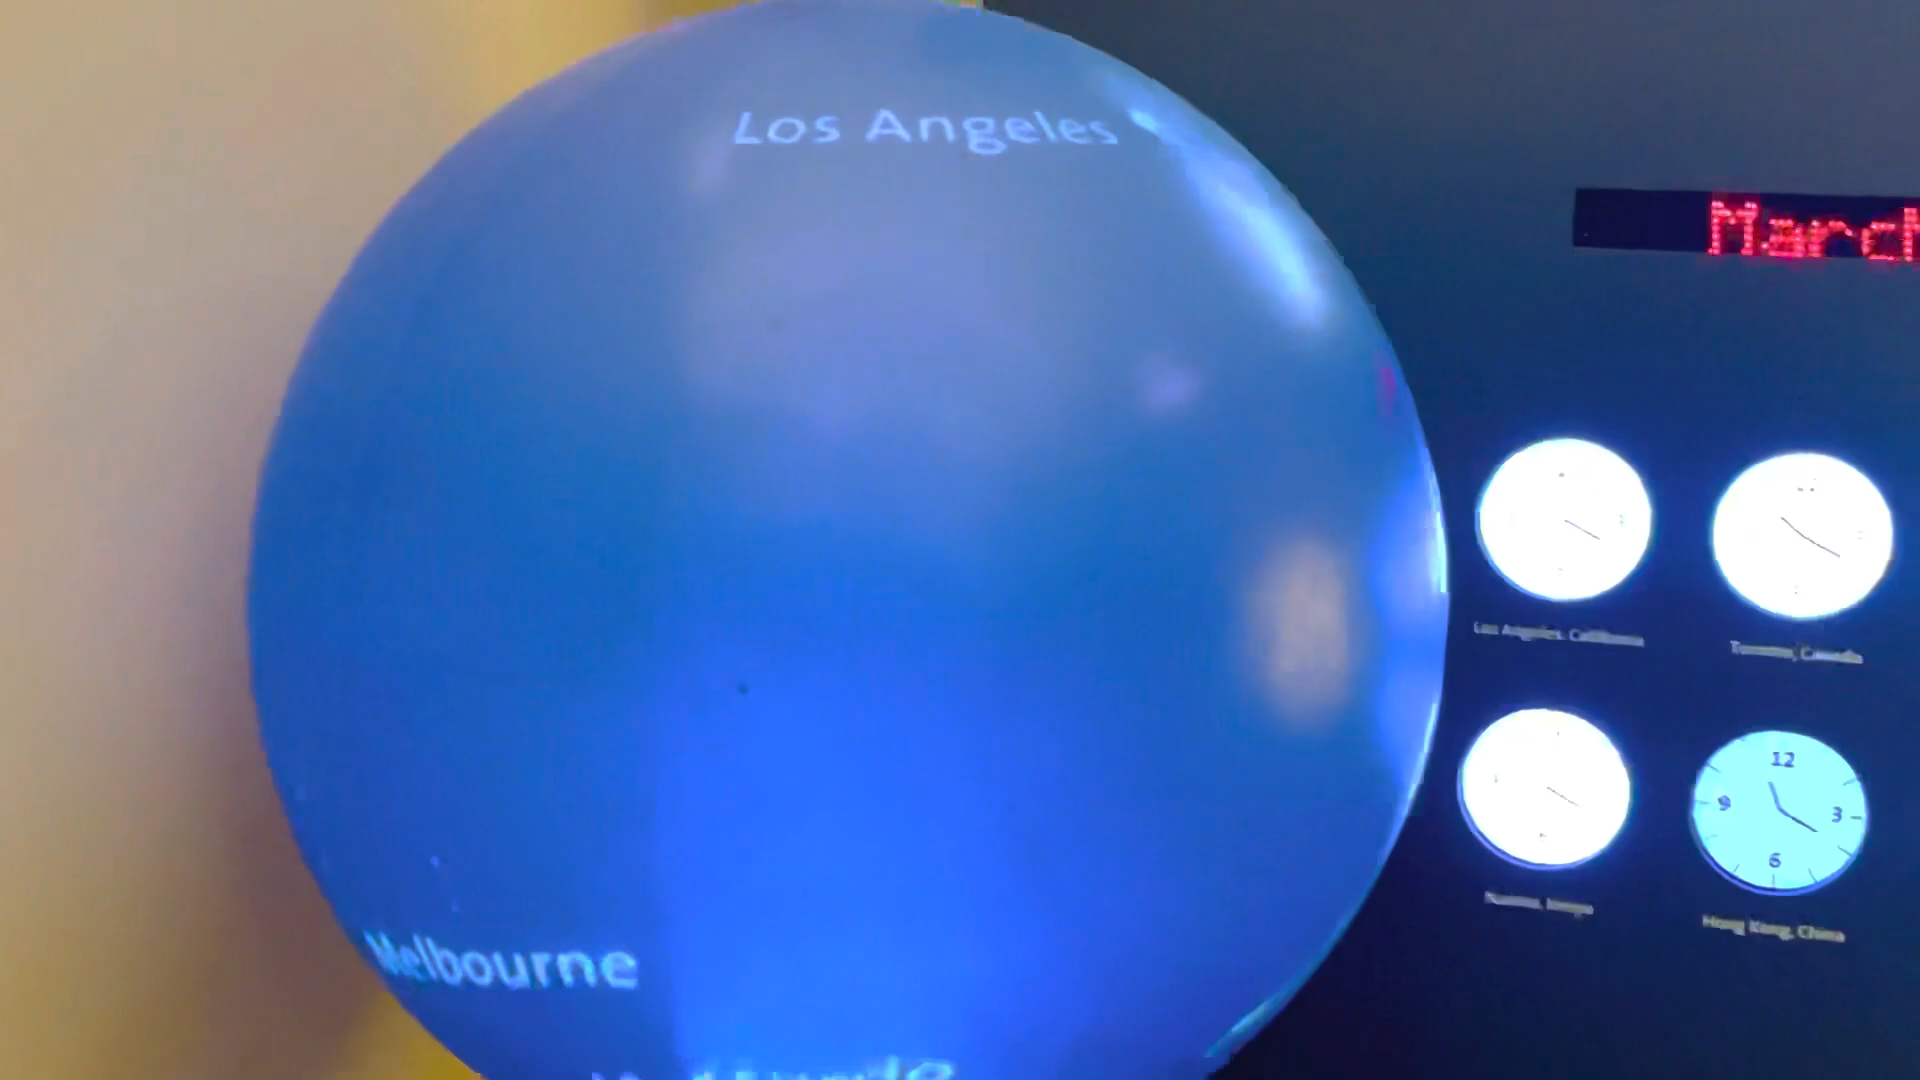 Los Angeles
March
Los Angeles, California
Toronto, Canada
12
9
3
6
Hong Kong, China
Melbourne